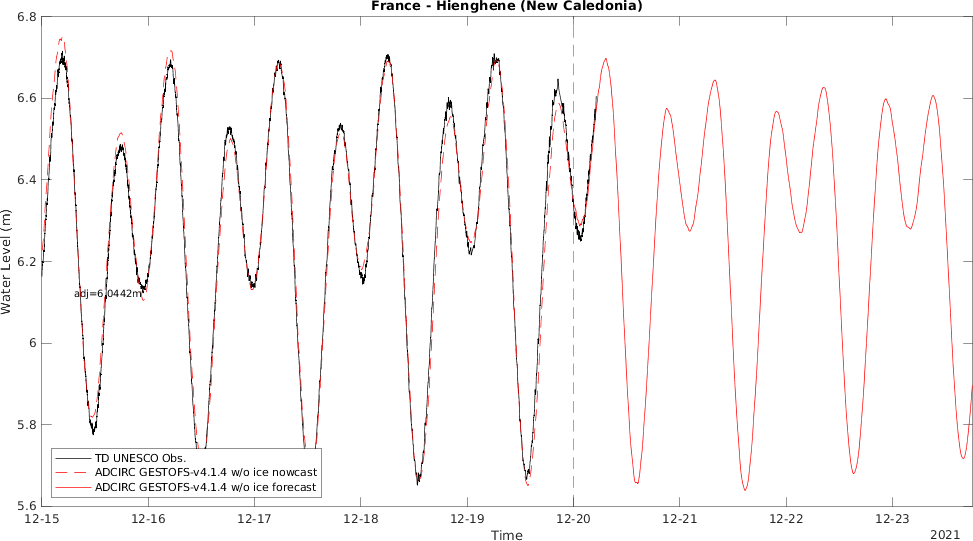 France - Hienghene (New Caledonia)
Water Level (m)
6.8
6.6
6.4
6.2
6
5.8
5.6
adj=6.0442m
TD UNESCO Obs.
ADCIRC GESTOFS-v4.1.4 w/o ice nowcast
ADCIRC GESTOFS-v4.1.4 w/o ice forecast
12-15 12-16 12-17 12-18 12-19 12-20 12-21 12-22 12-23
Time
2021